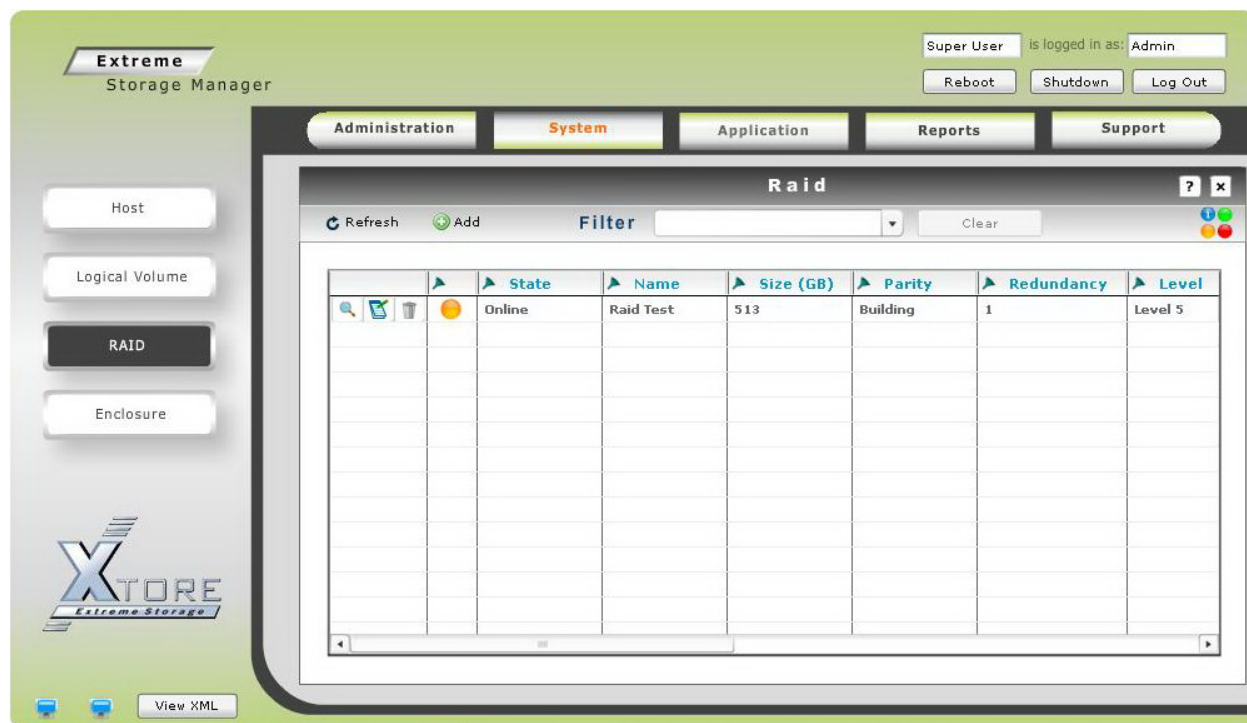 Extreme
Storage Manager
Super User is logged in as: Admin
Reboot Shutdown Log Out
Administration System Application Reports Support
Raid ? x
Refresh Add Filter Clear
Host
Logical Volume
RAID
Enclosure
State Name Size (GB) Parity Redundancy Level
Online Raid Test 513 Building 1 Level 5
XTORE
Extreme Storage
View XML